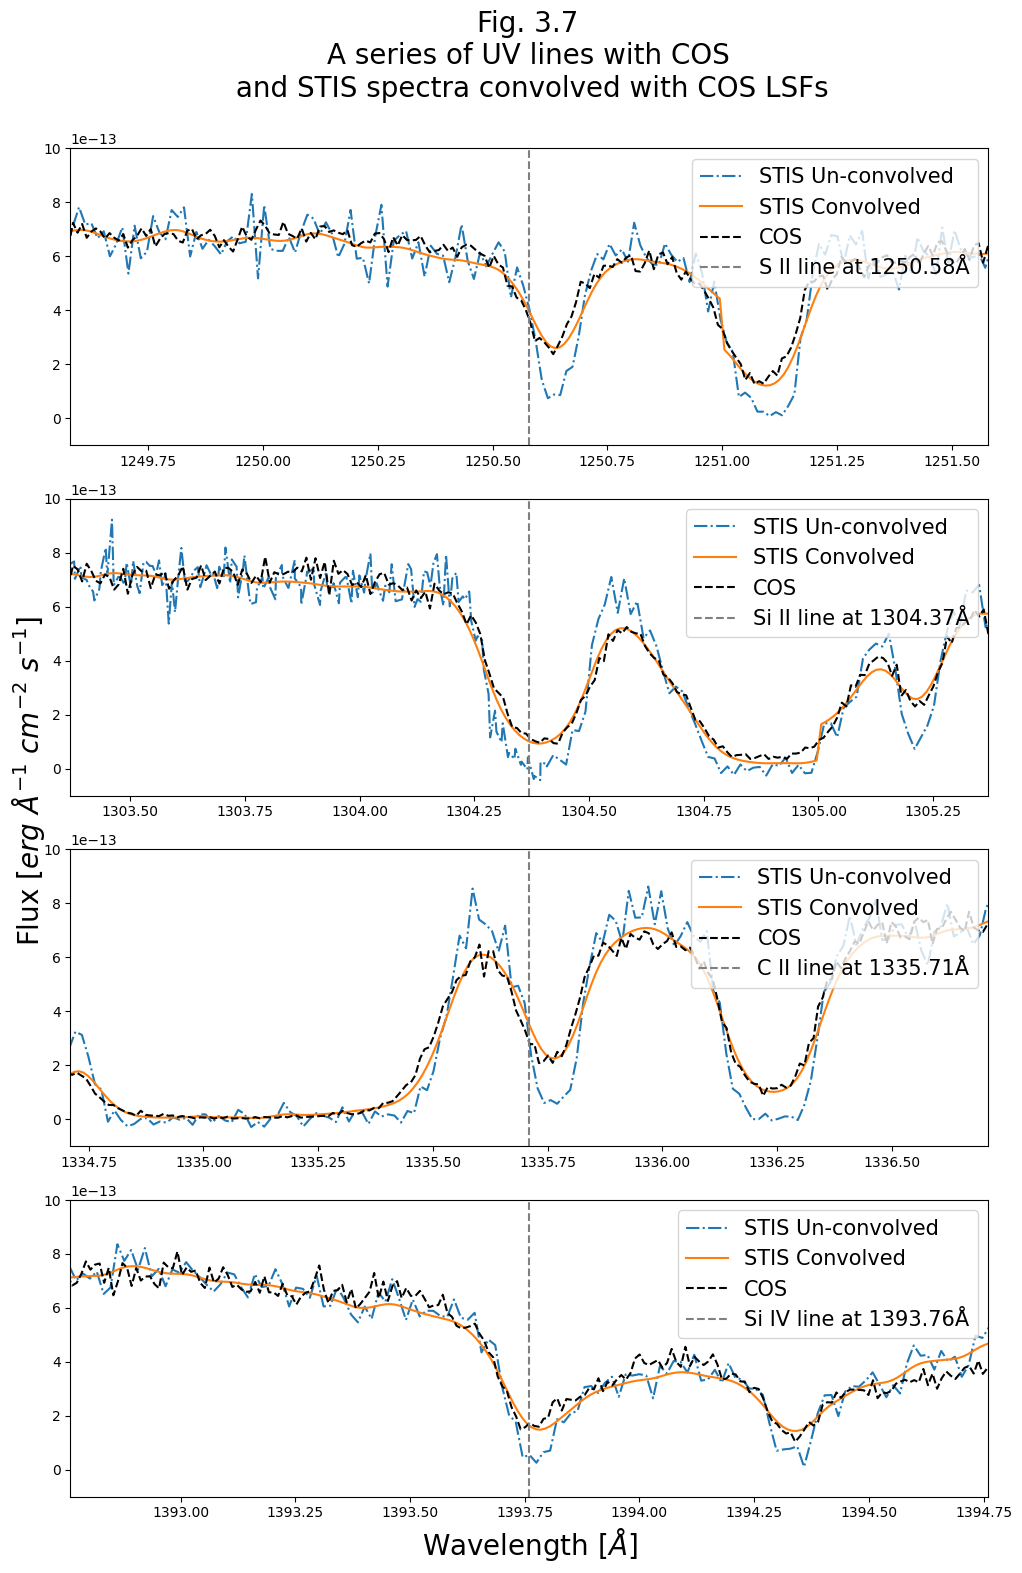 Fig. 3.7
A series of UV lines with COS
and STIS spectra convolved with COS LSFs
1e−13
10
8
6
4
2
0
STIS Un-convolved
STIS Convolved
COS
S II line at 1250.58Å
1249.75 1250.00 1250.25 1250.50 1250.75 1251.00 1251.25 1251.50
1e−13
10
8
6
4
2
0
STIS Un-convolved
STIS Convolved
COS
Si II line at 1304.37Å
1303.50 1303.75 1304.00 1304.25 1304.50 1304.75 1305.00 1305.25
Flux [erg Å⁻¹ cm⁻² s⁻¹]
1e−13
10
8
6
4
2
0
STIS Un-convolved
STIS Convolved
COS
C II line at 1335.71Å
1334.75 1335.00 1335.25 1335.50 1335.75 1336.00 1336.25 1336.50
1e−13
10
8
6
4
2
0
STIS Un-convolved
STIS Convolved
COS
Si IV line at 1393.76Å
1393.00 1393.25 1393.50 1393.75 1394.00 1394.25 1394.50 1394.75
Wavelength [Å]